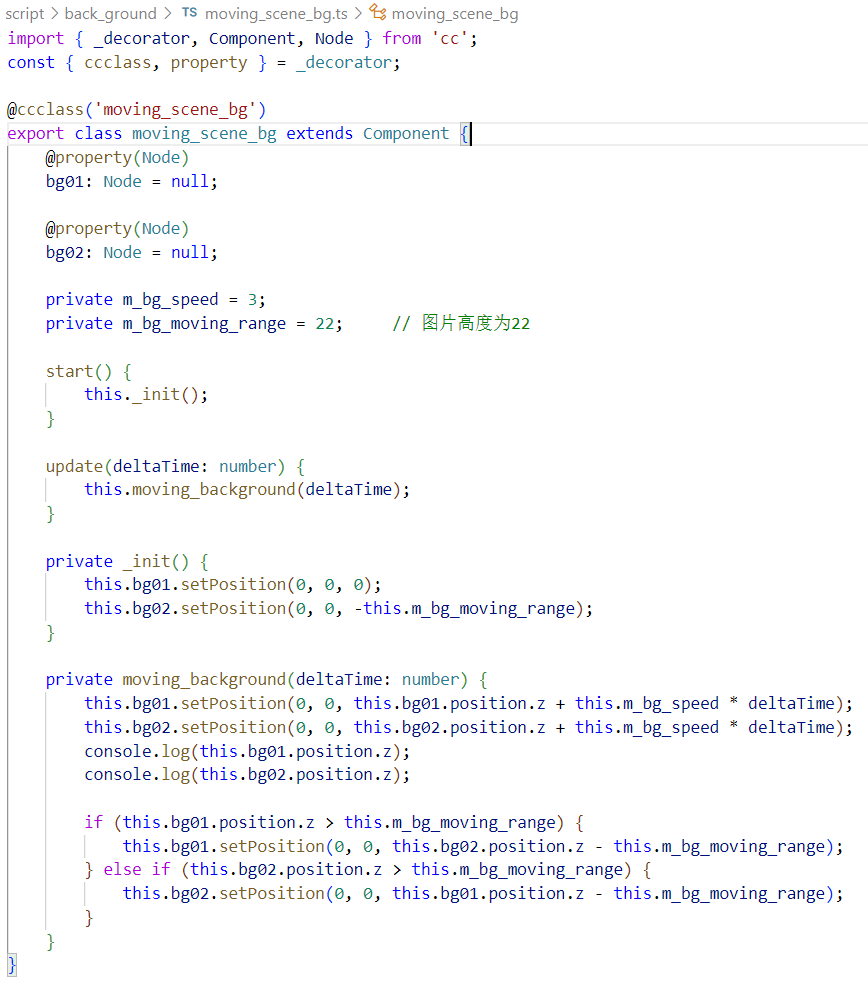 script > back_ground > TS moving_scene_bg.ts > moving_scene_bg
import { _decorator, Component, Node } from 'cc';
const { ccclass, property } = _decorator;
@ccclass('moving_scene_bg')
export class moving_scene_bg extends Component {
    @property(Node)
    bg01: Node = null;
    @property(Node)
    bg02: Node = null;
    private m_bg_speed = 3;
    private m_bg_moving_range = 22;     // 图片高度为22
    start() {
        this._init();
    }
    update(deltaTime: number) {
        this.moving_background(deltaTime);
    }
    private _init() {
        this.bg01.setPosition(0, 0, 0);
        this.bg02.setPosition(0, 0, -this.m_bg_moving_range);
    }
    private moving_background(deltaTime: number) {
        this.bg01.setPosition(0, 0, this.bg01.position.z + this.m_bg_speed * deltaTime);
        this.bg02.setPosition(0, 0, this.bg02.position.z + this.m_bg_speed * deltaTime);
        console.log(this.bg01.position.z);
        console.log(this.bg02.position.z);
        if (this.bg01.position.z > this.m_bg_moving_range) {
            this.bg01.setPosition(0, 0, this.bg02.position.z - this.m_bg_moving_range);
        } else if (this.bg02.position.z > this.m_bg_moving_range) {
            this.bg02.setPosition(0, 0, this.bg01.position.z - this.m_bg_moving_range);
        }
    }
}